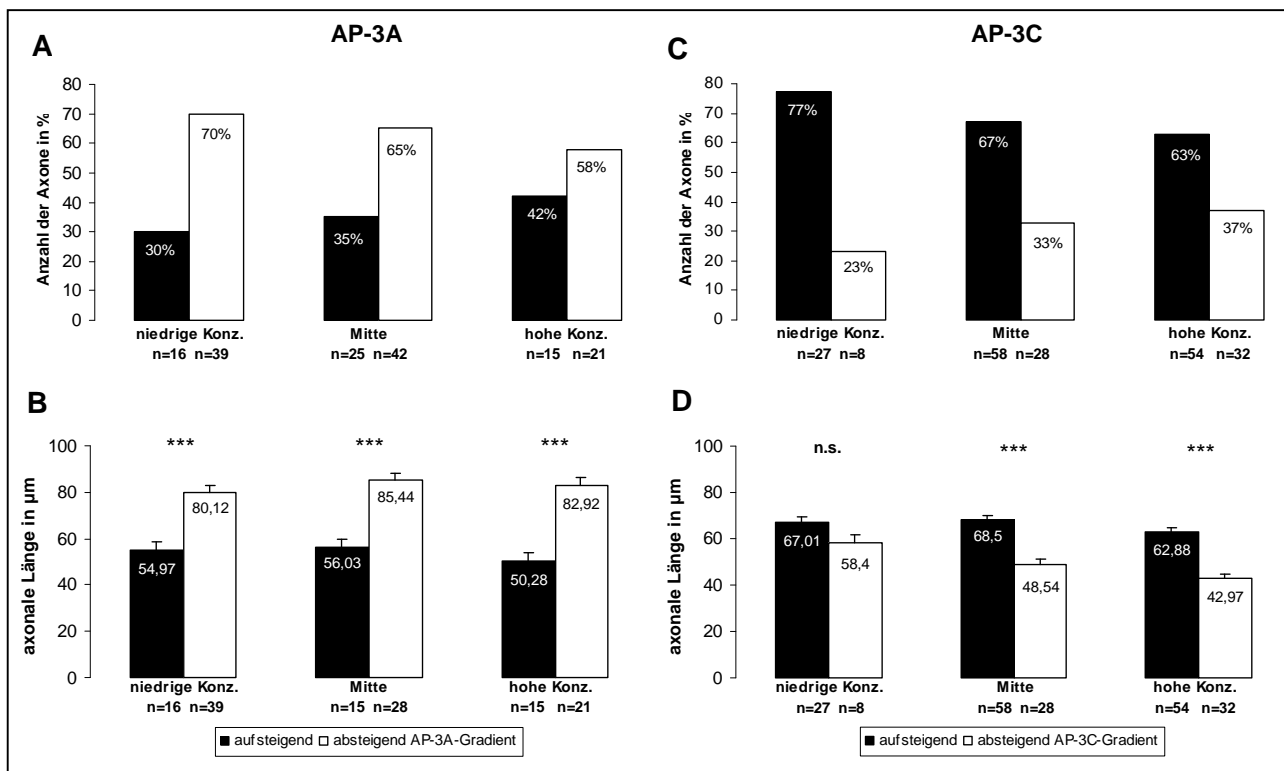 AP-3A
A
Anzahl der Axone in %
80
70
60
50
40
30
20
10
0
30%
70%
35%
65%
42%
58%
niedrige Konz.
Mitte
hohe Konz.
n=16 n=39
n=25 n=42
n=15 n=21
AP-3C
C
Anzahl der Axone in %
80
70
60
50
40
30
20
10
0
77%
23%
67%
33%
63%
37%
niedrige Konz.
Mitte
hohe Konz.
n=27 n=8
n=58 n=28
n=54 n=32
B
axonale Länge in µm
100
80
60
40
20
0
***
***
***
54,97
80,12
56,03
85,44
50,28
82,92
niedrige Konz.
Mitte
hohe Konz.
n=16 n=39
n=15 n=28
n=15 n=21
aufsteigend absteigend AP-3A-Gradient
D
axonale Länge in µm
100
80
60
40
20
0
n.s.
***
***
67,01
58,4
68,5
48,54
62,88
42,97
niedrige Konz.
Mitte
hohe Konz.
n=27 n=8
n=58 n=28
n=54 n=32
aufsteigend absteigend AP-3C-Gradient